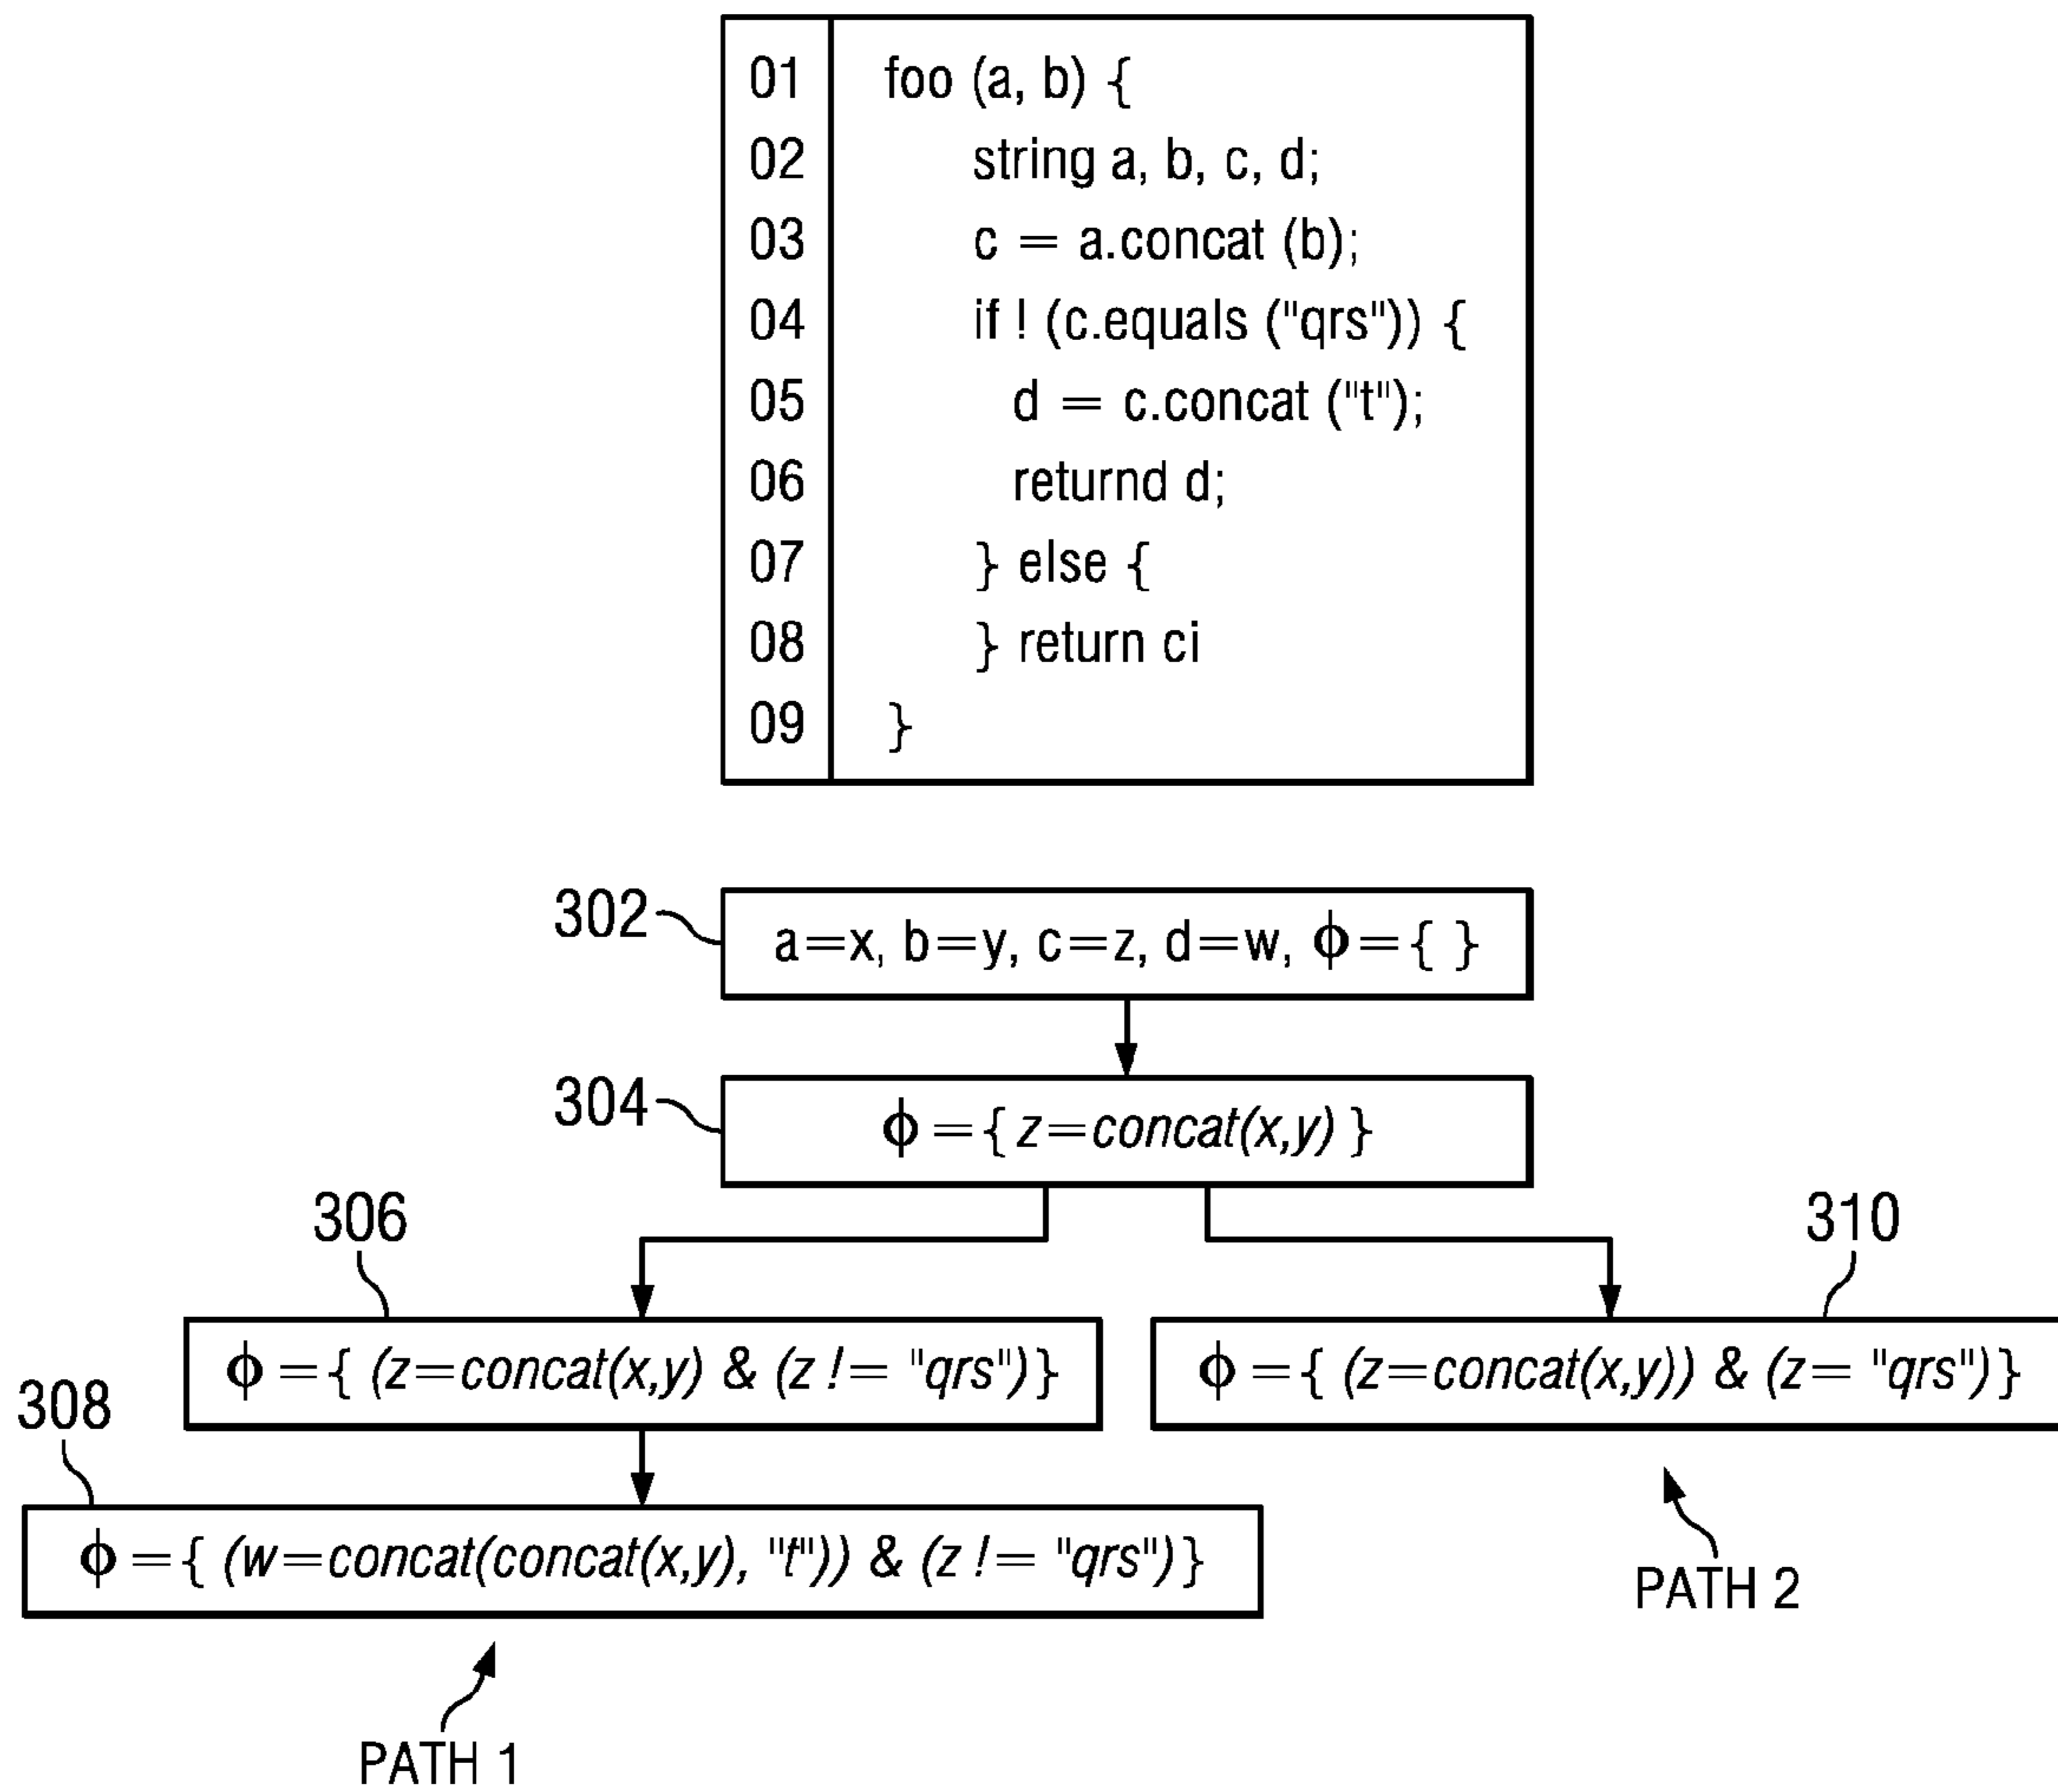 01 foo (a, b) {
02 string a, b, c, d;
03 c = a.concat (b);
04 if ! (c.equals ("qrs")) {
05 d = c.concat ("t");
06 returnd d;
07 } else {
08 } return ci
09 }
302
a=x, b=y, c=z, d=w, ϕ={ }
304
ϕ={ z=concat(x,y) }
306
310
ϕ={ (z=concat(x,y) & (z != "qrs")}
ϕ={ (z=concat(x,y)) & (z= "qrs")}
308
ϕ={ (w=concat(concat(x,y), "t")) & (z != "qrs")}
PATH 2
PATH 1